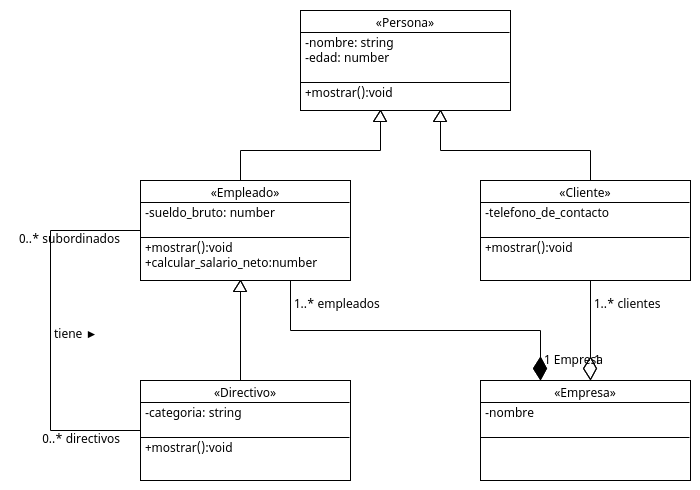 «Persona»
-nombre: string
-edad: number
+mostrar():void
«Empleado»
-sueldo_bruto: number
+mostrar():void
+calcular_salario_neto:number
«Cliente»
-telefono_de_contacto
+mostrar():void
0..* subordinados
1..* empleados
1..* clientes
tiene ►
1 Empresa
1
«Directivo»
-categoria: string
+mostrar():void
«Empresa»
-nombre
0..* directivos